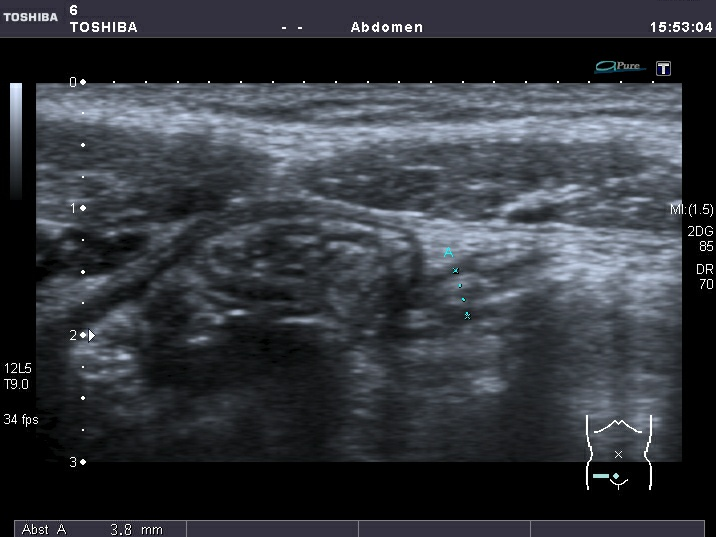 TOSHIBA
6
TOSHIBA
- -
Abdomen
15:53:04
aPure
T
0
1
2
3
A
MI:(1.5)
2DG
85
DR
70
12L5
T9.0
34 fps
Abst A 3.8 mm